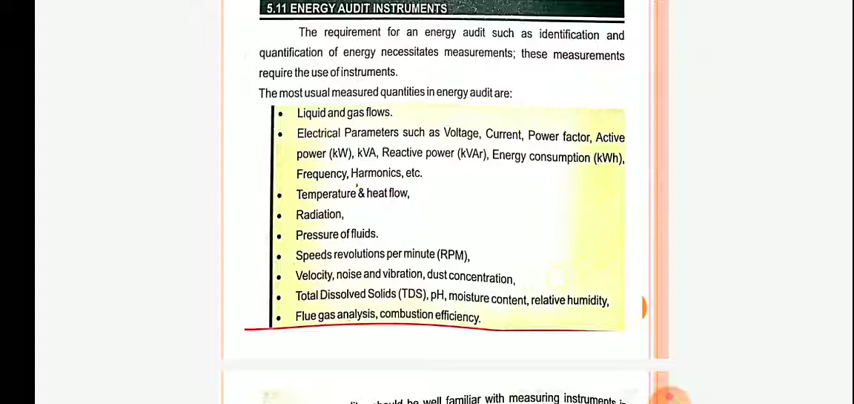 5.11 ENERGY AUDIT INSTRUMENTS
The requirement for an energy audit such as identification and
quantification of energy necessitates measurements; these measurements
require the use of instruments.
The most usual measured quantities in energy audit are:
• Liquid and gas flows.
• Electrical Parameters such as Voltage, Current, Power factor, Active
power (kW), kVA, Reactive power (kVAr), Energy consumption (kWh),
Frequency, Harmonics, etc.
• Temperature & heat flow,
• Radiation,
• Pressure of fluids.
• Speeds revolutions per minute (RPM),
• Velocity, noise and vibration, dust concentration,
• Total Dissolved Solids (TDS), pH, moisture content, relative humidity,
• Flue gas analysis, combustion efficiency.
should be well familiar with measuring instruments